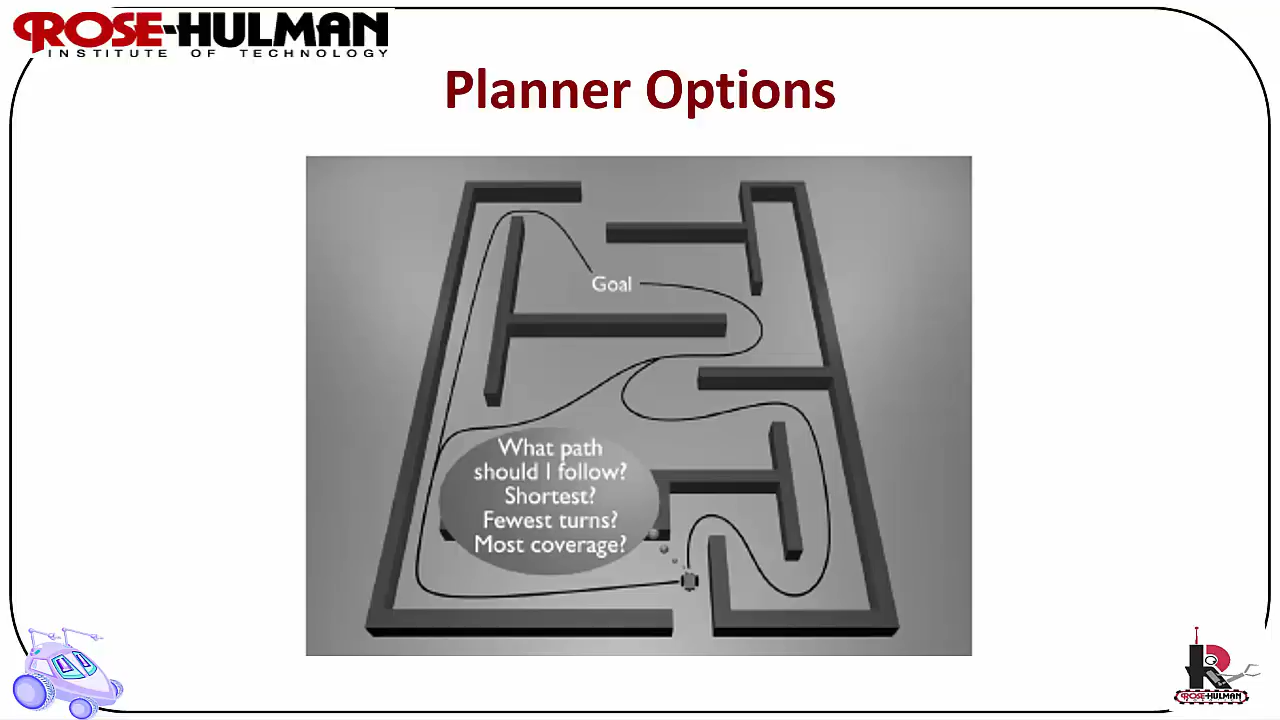 ROSE-HULMAN
INSTITUTE OF TECHNOLOGY
Planner Options
Goal
What path
should I follow?
Shortest?
Fewest turns?
Most coverage?
ROSE-HULMAN